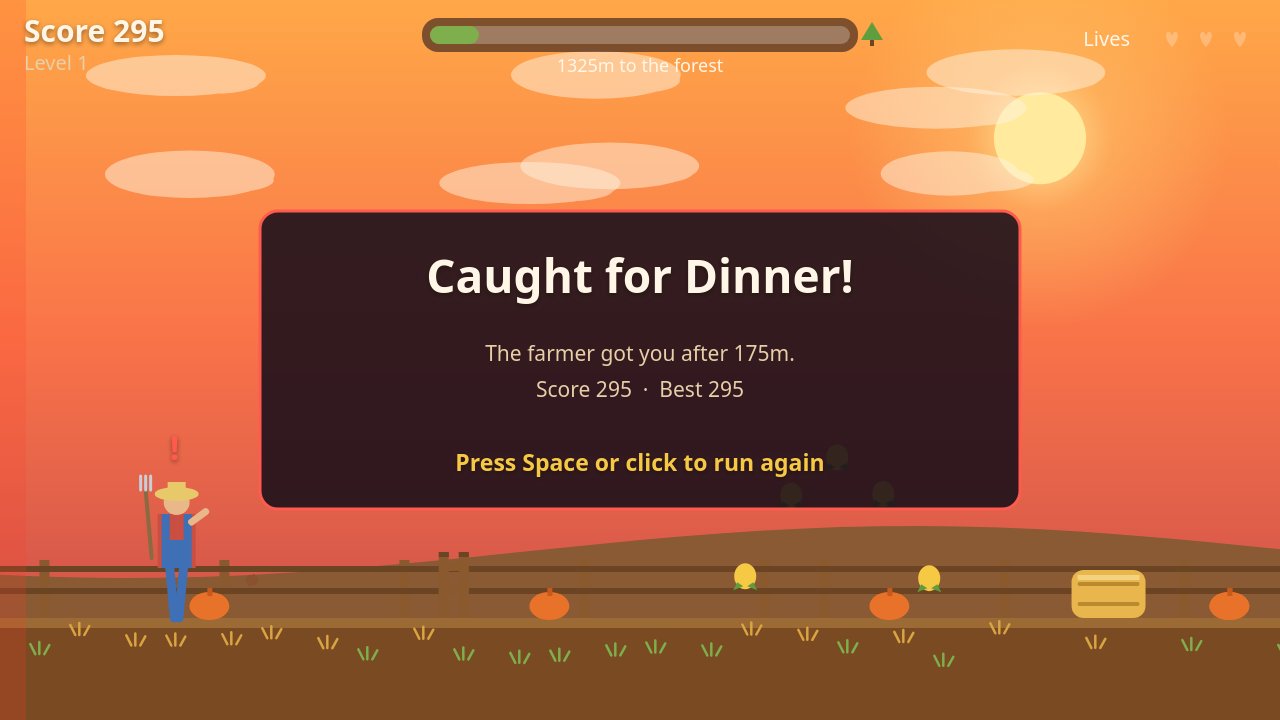 Score 295
Level 1
1325m to the forest
Lives
Caught for Dinner!
The farmer got you after 175m.
Score 295 · Best 295
Press Space or click to run again
!